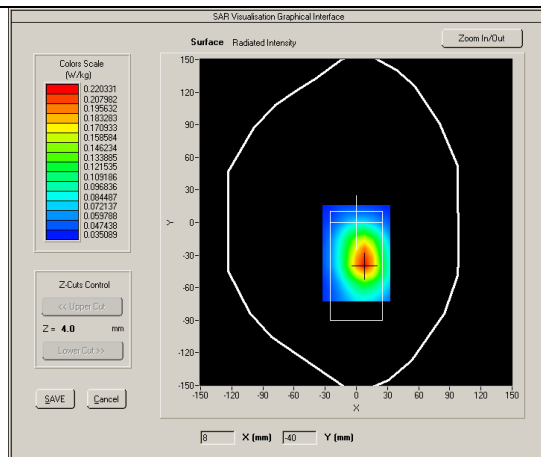 SAR Visualisation Graphical Interface
Surface Radiated Intensity
Zoom In/Out
Colors Scale
(W/kg)
0.220331
0.207982
0.195632
0.183283
0.170933
0.158584
0.146234
0.133885
0.121535
0.109186
0.096836
0.084487
0.072137
0.059788
0.047438
0.035089
Z-Cuts Control
<< Upper Cut
Z = 4.0 mm
Lower Cut >>
SAVE Cancel
150
120
90
60
30
0
-30
-60
-90
-120
-150
Y
-150 -120 -90 -60 -30 0 30 60 90 120 150
X
8 X (mm) -40 Y (mm)